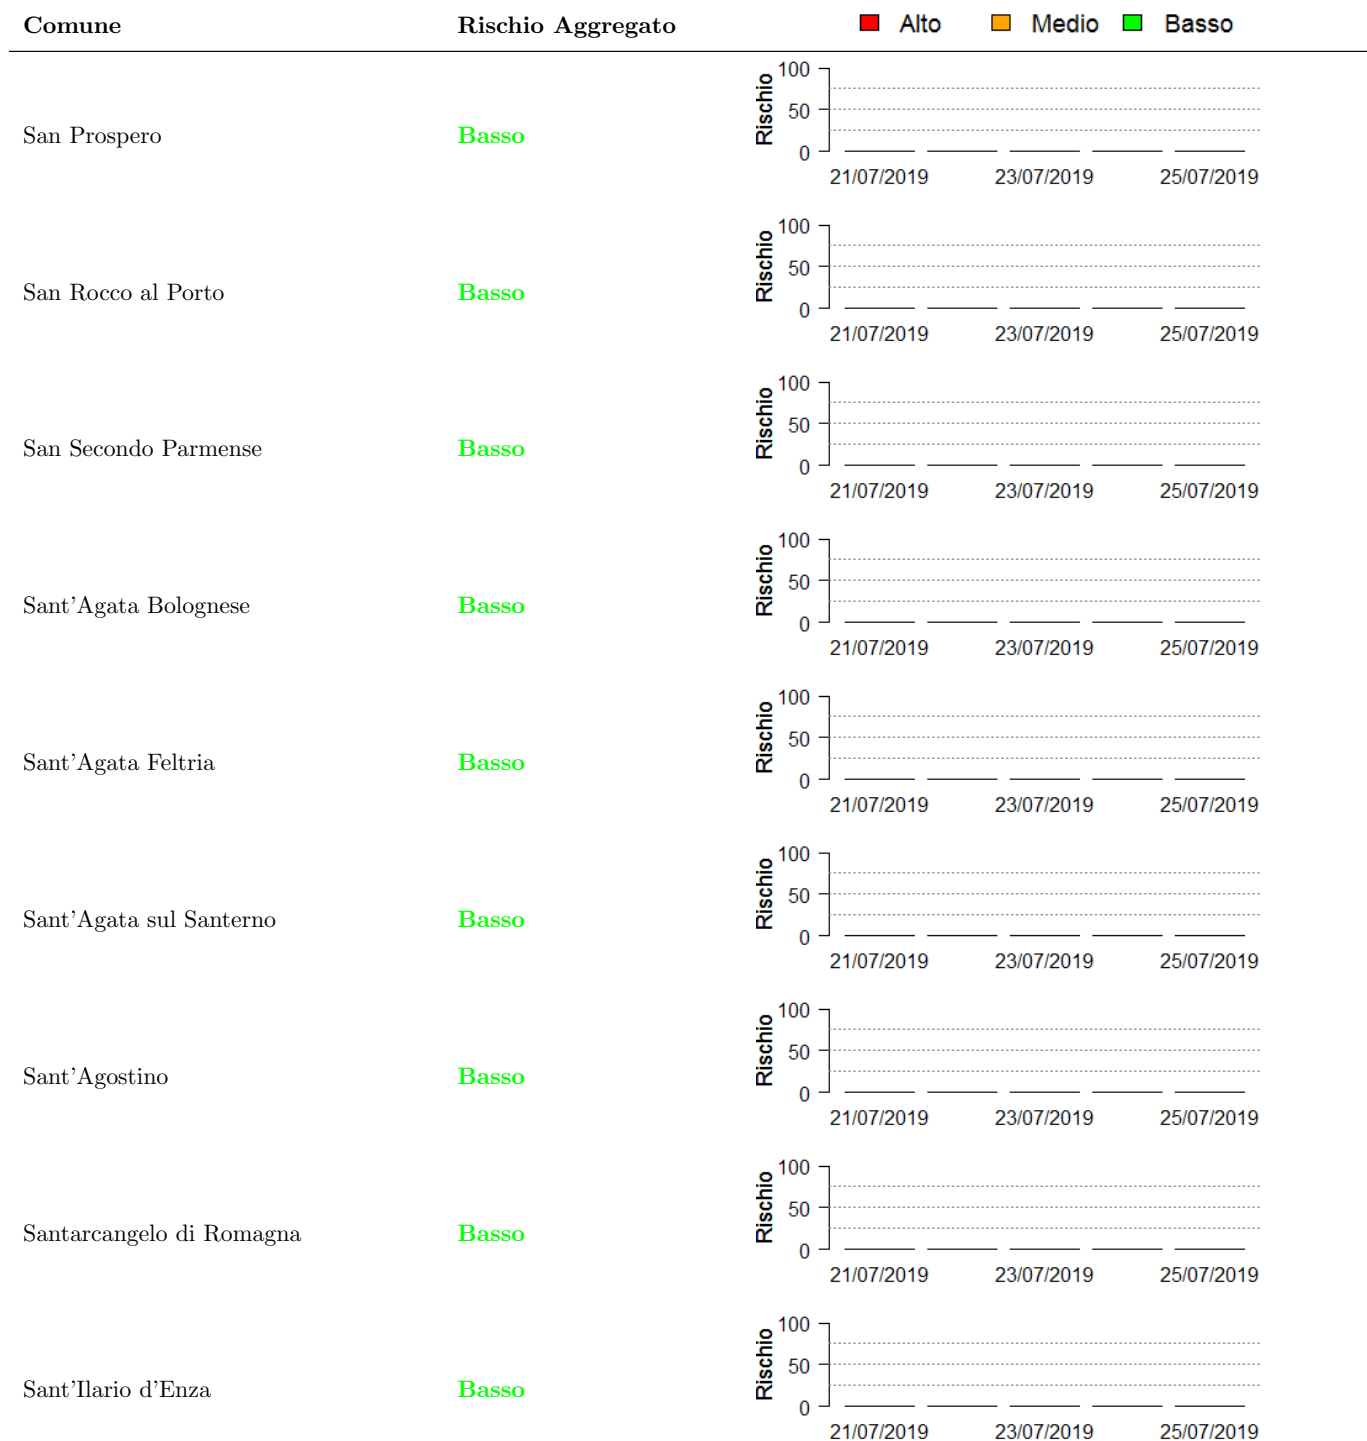 Comune Rischio Aggregato Alto Medio Basso
100
50
0
Rischio
San Prospero Basso
21/07/2019 23/07/2019 25/07/2019
100
50
0
Rischio
San Rocco al Porto Basso
21/07/2019 23/07/2019 25/07/2019
100
50
0
Rischio
San Secondo Parmense Basso
21/07/2019 23/07/2019 25/07/2019
100
50
0
Rischio
Sant'Agata Bolognese Basso
21/07/2019 23/07/2019 25/07/2019
100
50
0
Rischio
Sant'Agata Feltria Basso
21/07/2019 23/07/2019 25/07/2019
100
50
0
Rischio
Sant'Agata sul Santerno Basso
21/07/2019 23/07/2019 25/07/2019
100
50
0
Rischio
Sant'Agostino Basso
21/07/2019 23/07/2019 25/07/2019
100
50
0
Rischio
Santarcangelo di Romagna Basso
21/07/2019 23/07/2019 25/07/2019
100
50
0
Rischio
Sant'Ilario d'Enza Basso
21/07/2019 23/07/2019 25/07/2019